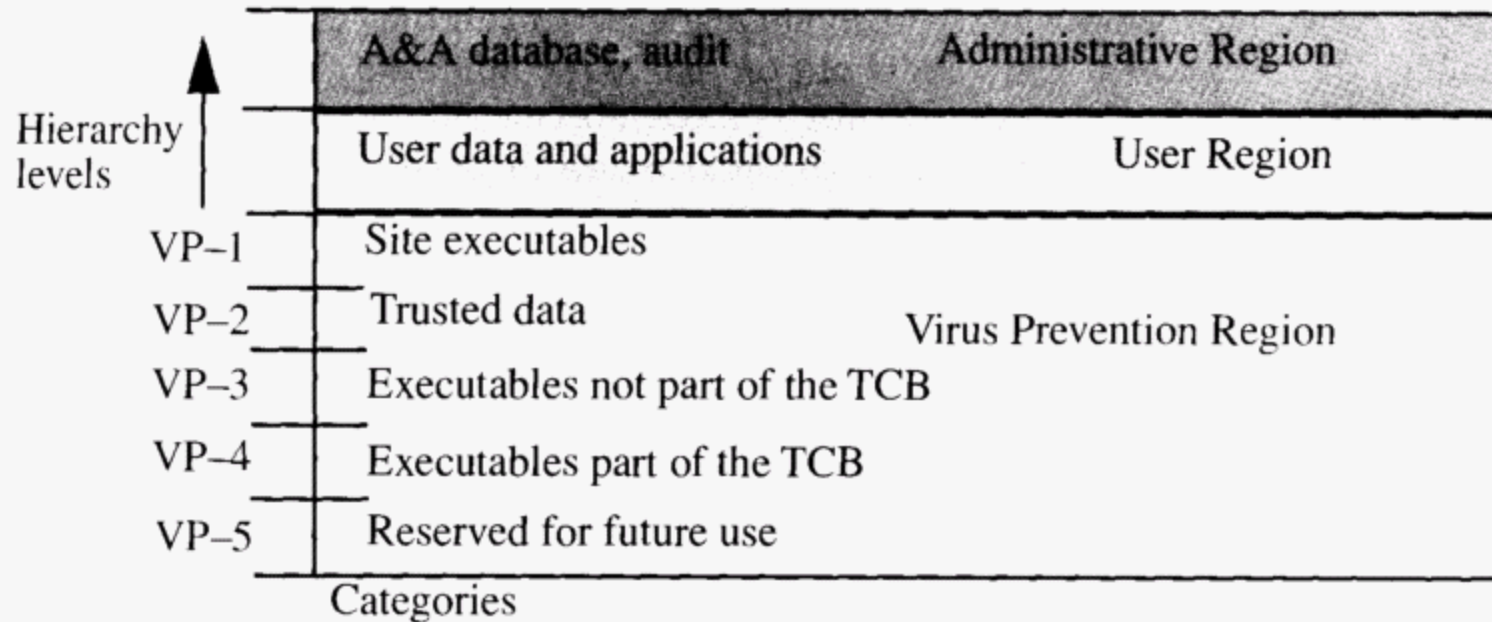 A&A database, audit Administrative Region
Hierarchy
levels
User data and applications User Region
VP–1 Site executables
VP–2 Trusted data
Virus Prevention Region
VP–3 Executables not part of the TCB
VP–4 Executables part of the TCB
VP–5 Reserved for future use
Categories